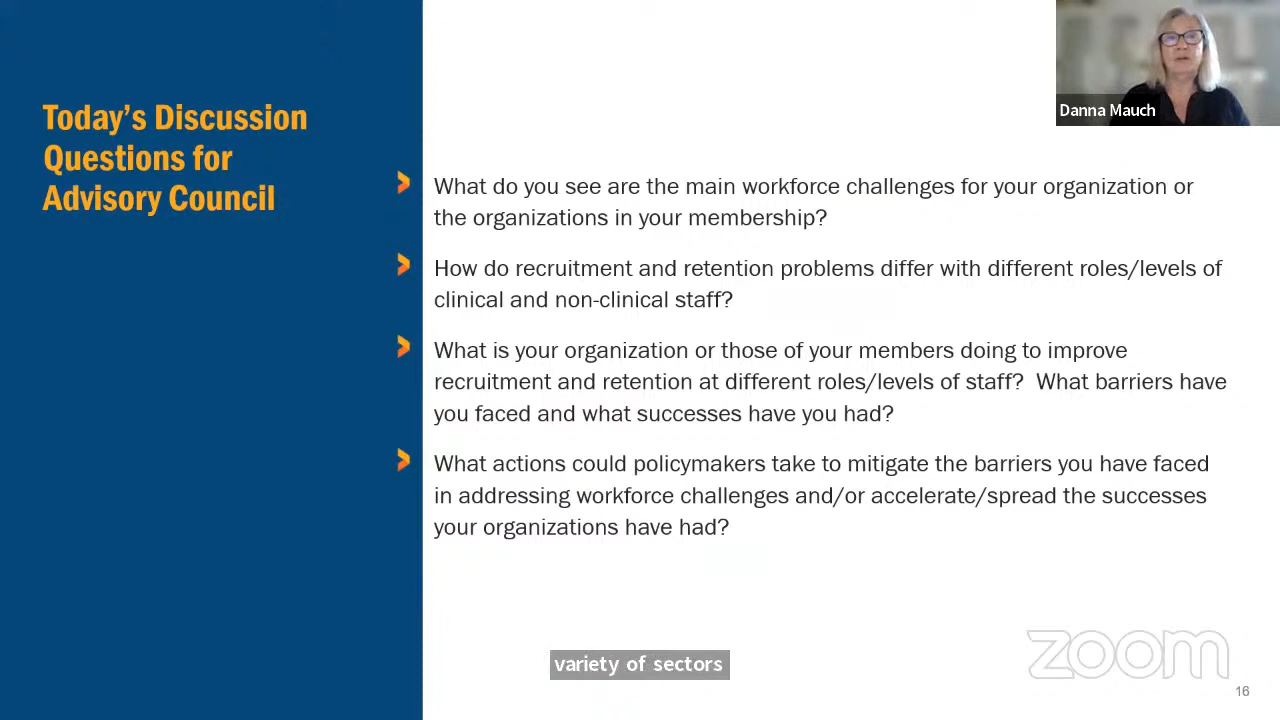 Today's Discussion
Questions for
Advisory Council
Danna Mauch
What do you see are the main workforce challenges for your organization or
the organizations in your membership?
How do recruitment and retention problems differ with different roles/levels of
clinical and non-clinical staff?
What is your organization or those of your members doing to improve
recruitment and retention at different roles/levels of staff?  What barriers have
you faced and what successes have you had?
What actions could policymakers take to mitigate the barriers you have faced
in addressing workforce challenges and/or accelerate/spread the successes
your organizations have had?
variety of sectors
zoom
16